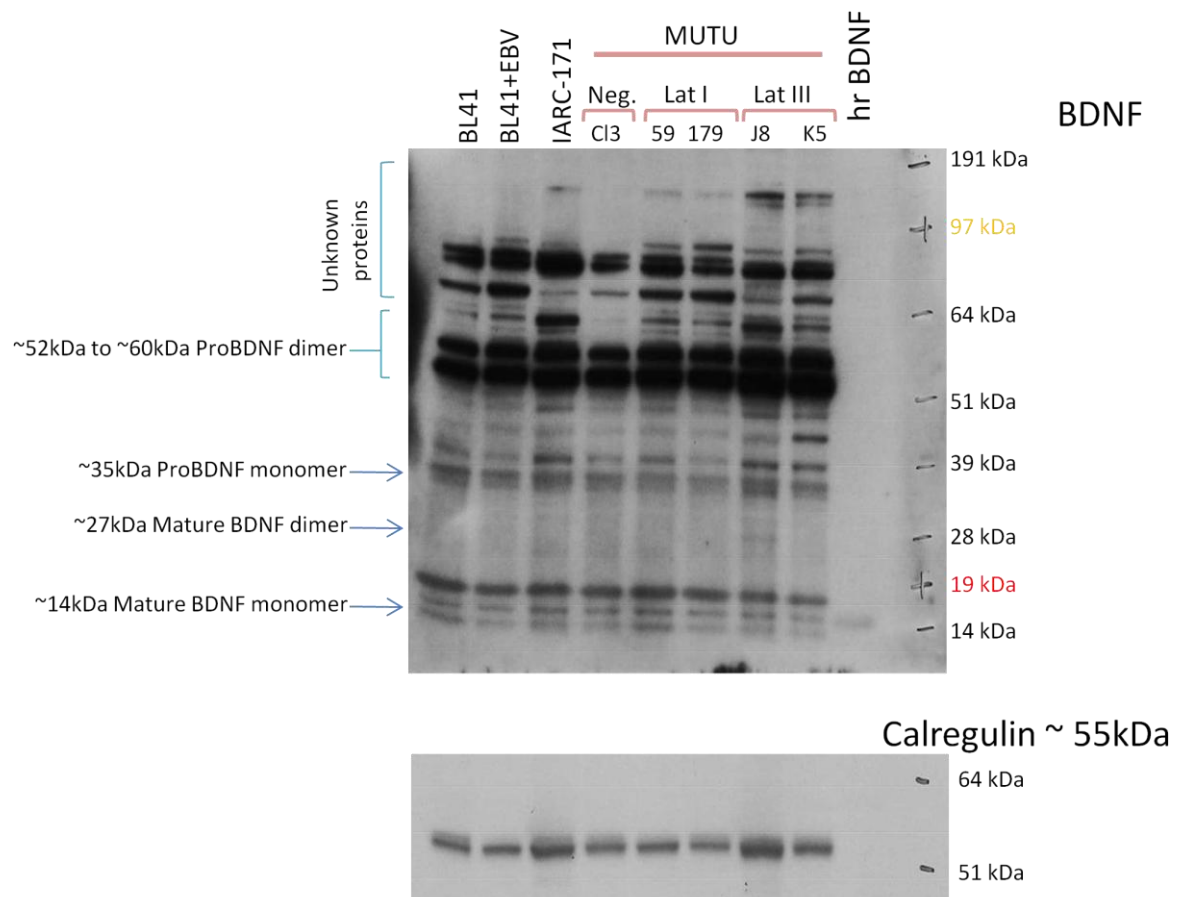 MUTU
BL41
BL41+EBV
IARC-171
Neg.
Lat I
Lat III
hr BDNF
Cl3
59
179
J8
K5
BDNF
191 kDa
97 kDa
64 kDa
51 kDa
39 kDa
28 kDa
19 kDa
14 kDa
Unknown
proteins
~52kDa to ~60kDa ProBDNF dimer
~35kDa ProBDNF monomer
~27kDa Mature BDNF dimer
~14kDa Mature BDNF monomer
Calregulin ~ 55kDa
64 kDa
51 kDa